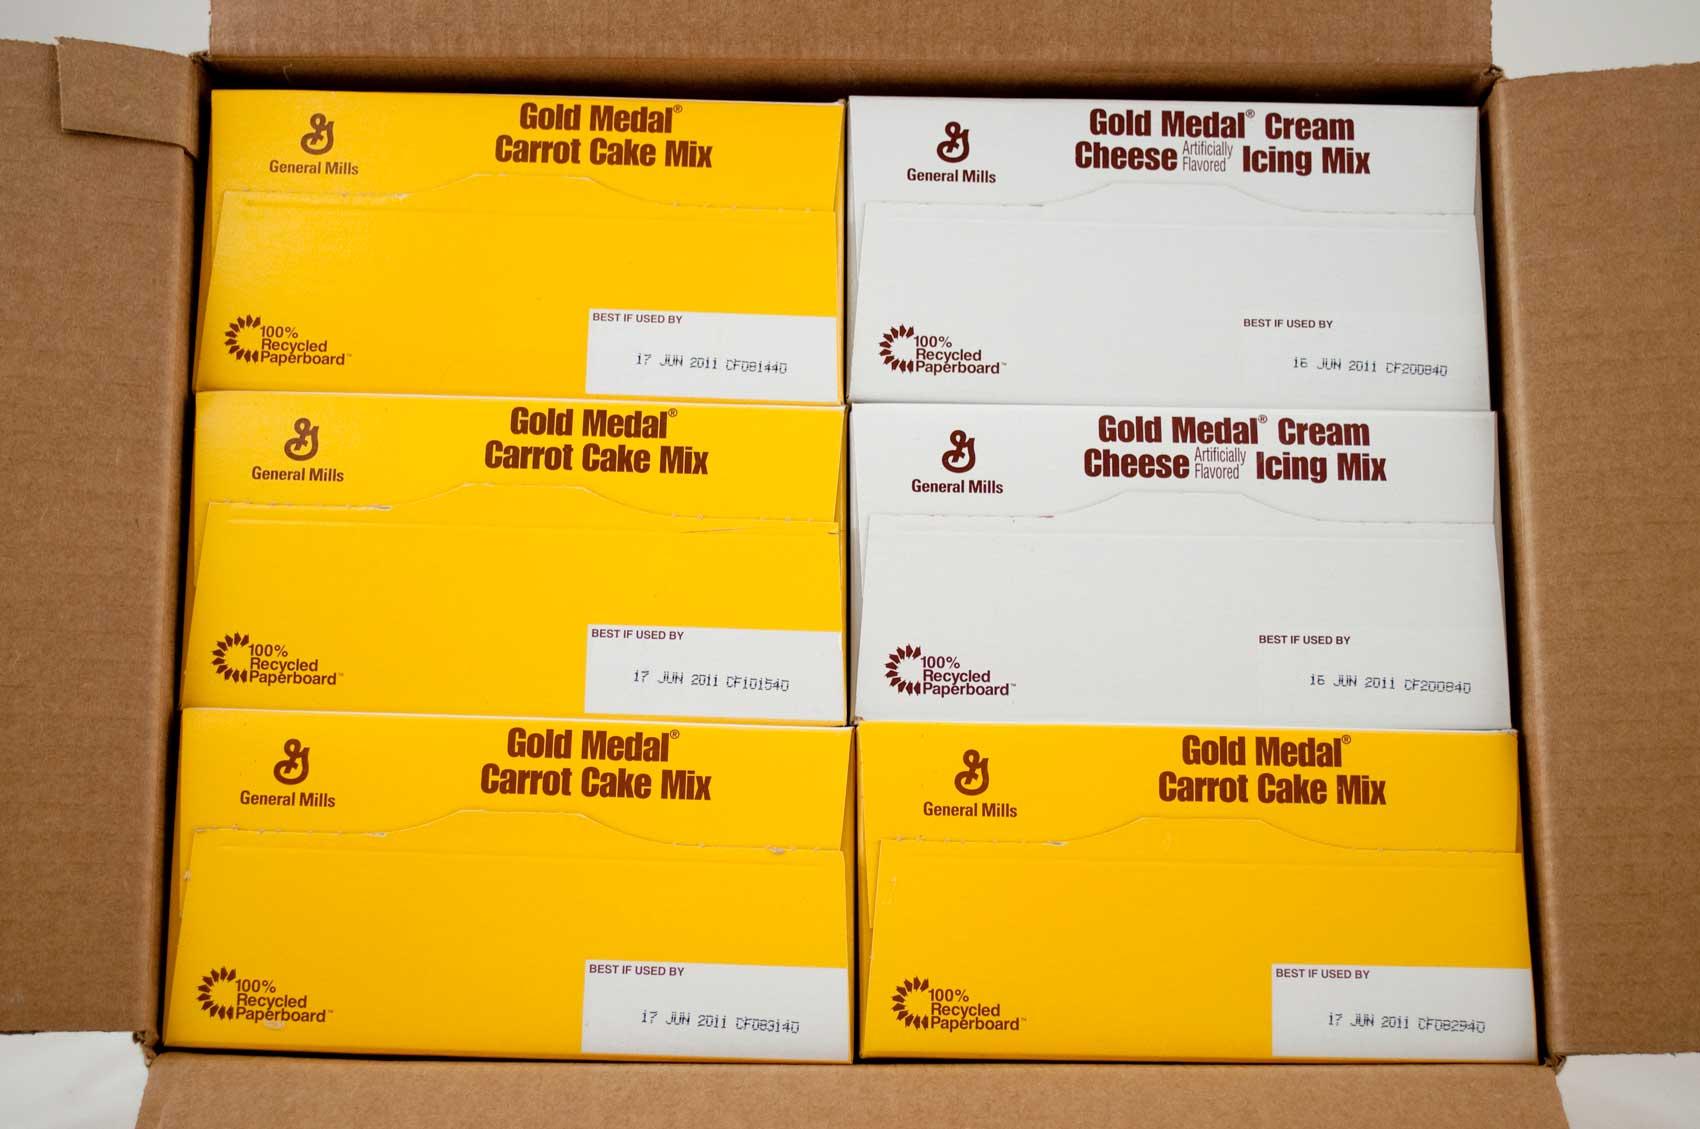 General Mills
Gold Medal®
Carrot Cake Mix
100%
Recycled
Paperboard™
BEST IF USED BY
17 JUN 2011 CF081440
General Mills
Gold Medal® Cream
Cheese Artificially Flavored Icing Mix
100%
Recycled
Paperboard™
BEST IF USED BY
16 JUN 2011 CF200840
General Mills
Gold Medal®
Carrot Cake Mix
100%
Recycled
Paperboard™
BEST IF USED BY
17 JUN 2011 CF101540
General Mills
Gold Medal® Cream
Cheese Artificially Flavored Icing Mix
100%
Recycled
Paperboard™
BEST IF USED BY
16 JUN 2011 CF200840
General Mills
Gold Medal®
Carrot Cake Mix
100%
Recycled
Paperboard™
BEST IF USED BY
17 JUN 2011 CF083140
General Mills
Gold Medal®
Carrot Cake Mix
100%
Recycled
Paperboard™
BEST IF USED BY
17 JUN 2011 CF082940